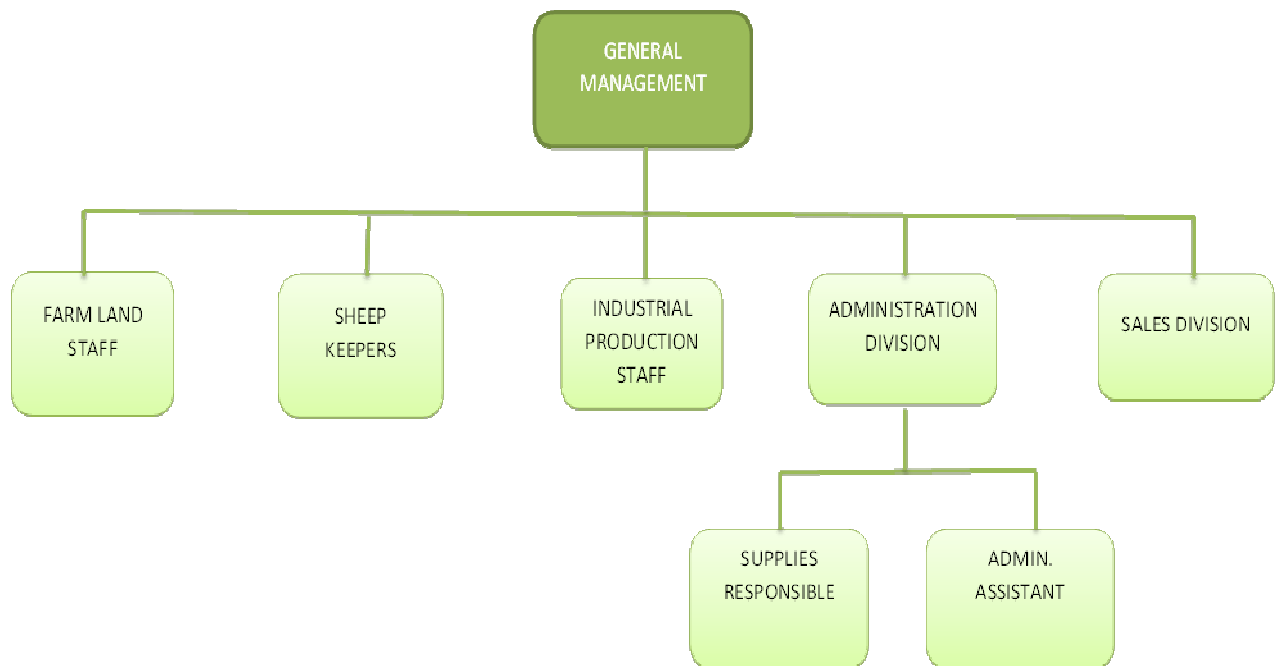 GENERAL
MANAGEMENT
FARM LAND
STAFF
SHEEP
KEEPERS
INDUSTRIAL
PRODUCTION
STAFF
ADMINISTRATION
DIVISION
SALES DIVISION
SUPPLIES
RESPONSIBLE
ADMIN.
ASSISTANT